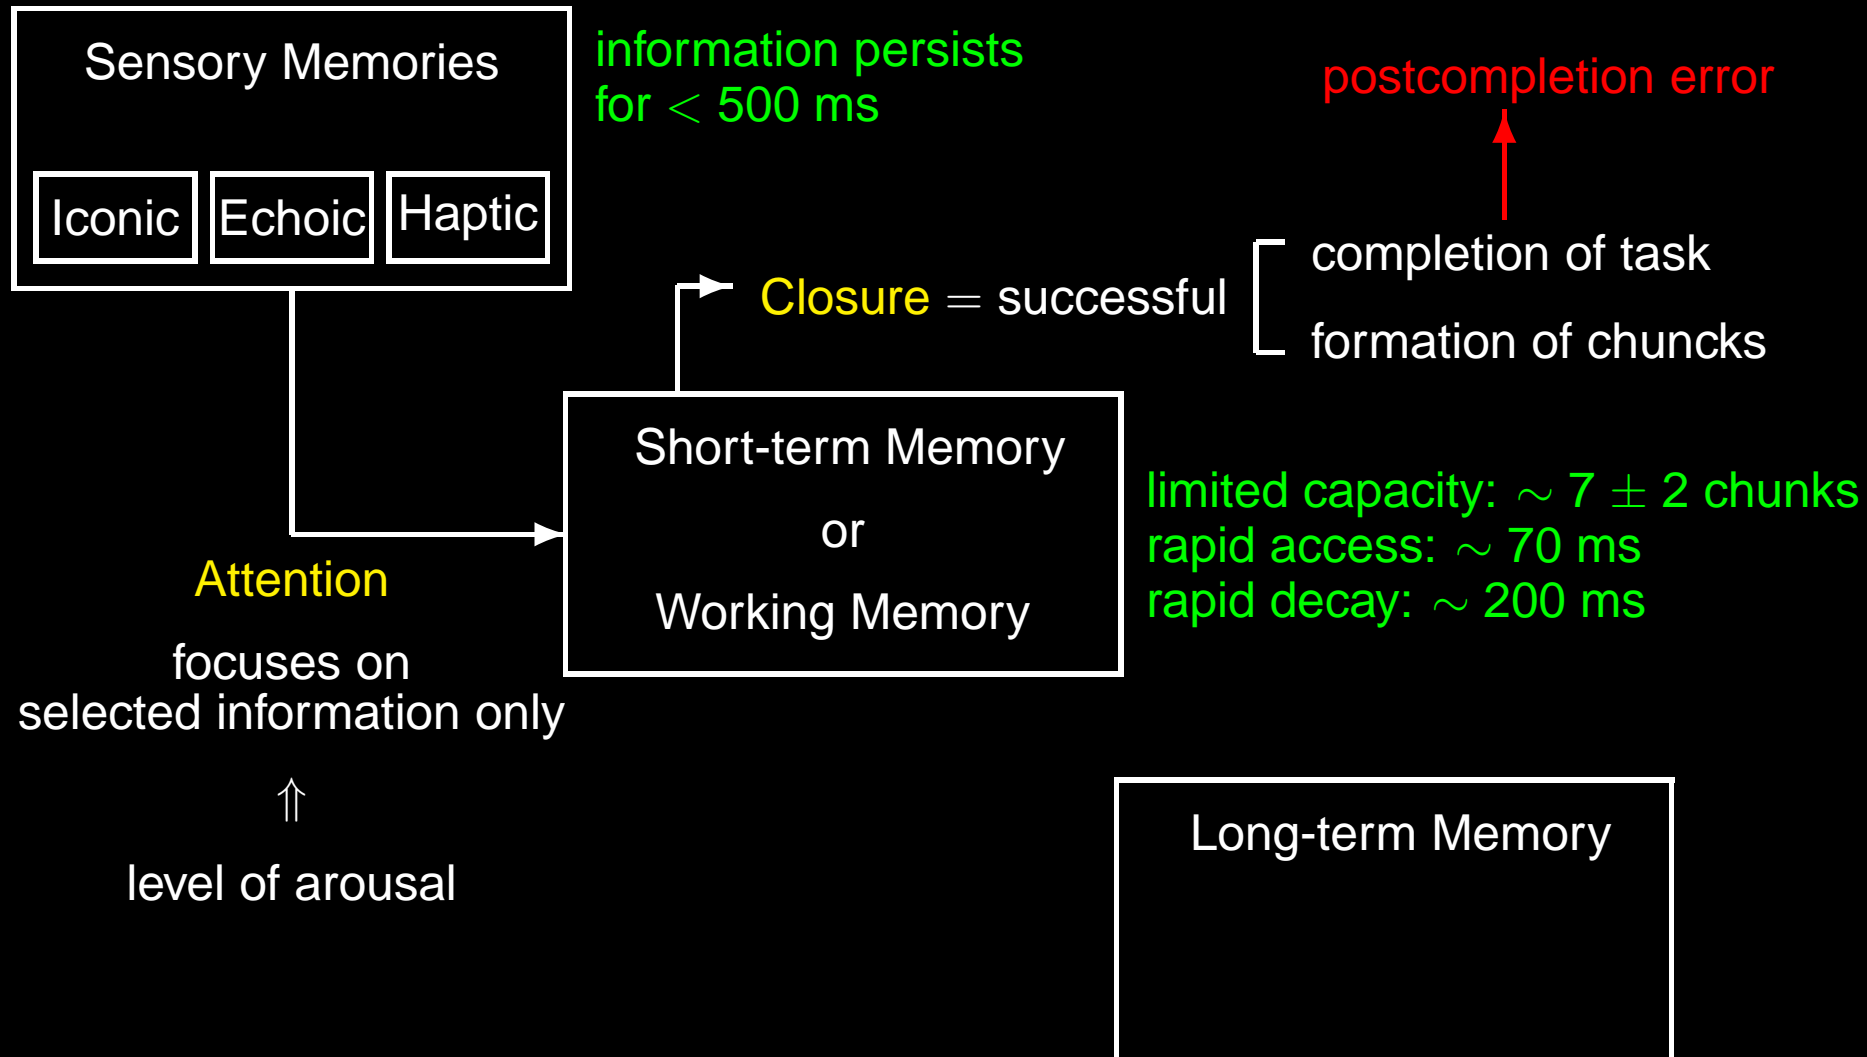 Sensory Memories
Iconic
Echoic
Haptic
information persists
for < 500 ms
postcompletion error
completion of task
Closure = successful
formation of chuncks
Short-term Memory
or
Working Memory
limited capacity: ∼ 7 ± 2 chunks
rapid access: ∼ 70 ms
rapid decay: ∼ 200 ms
Attention
focuses on
selected information only
⇑
level of arousal
Long-term Memory